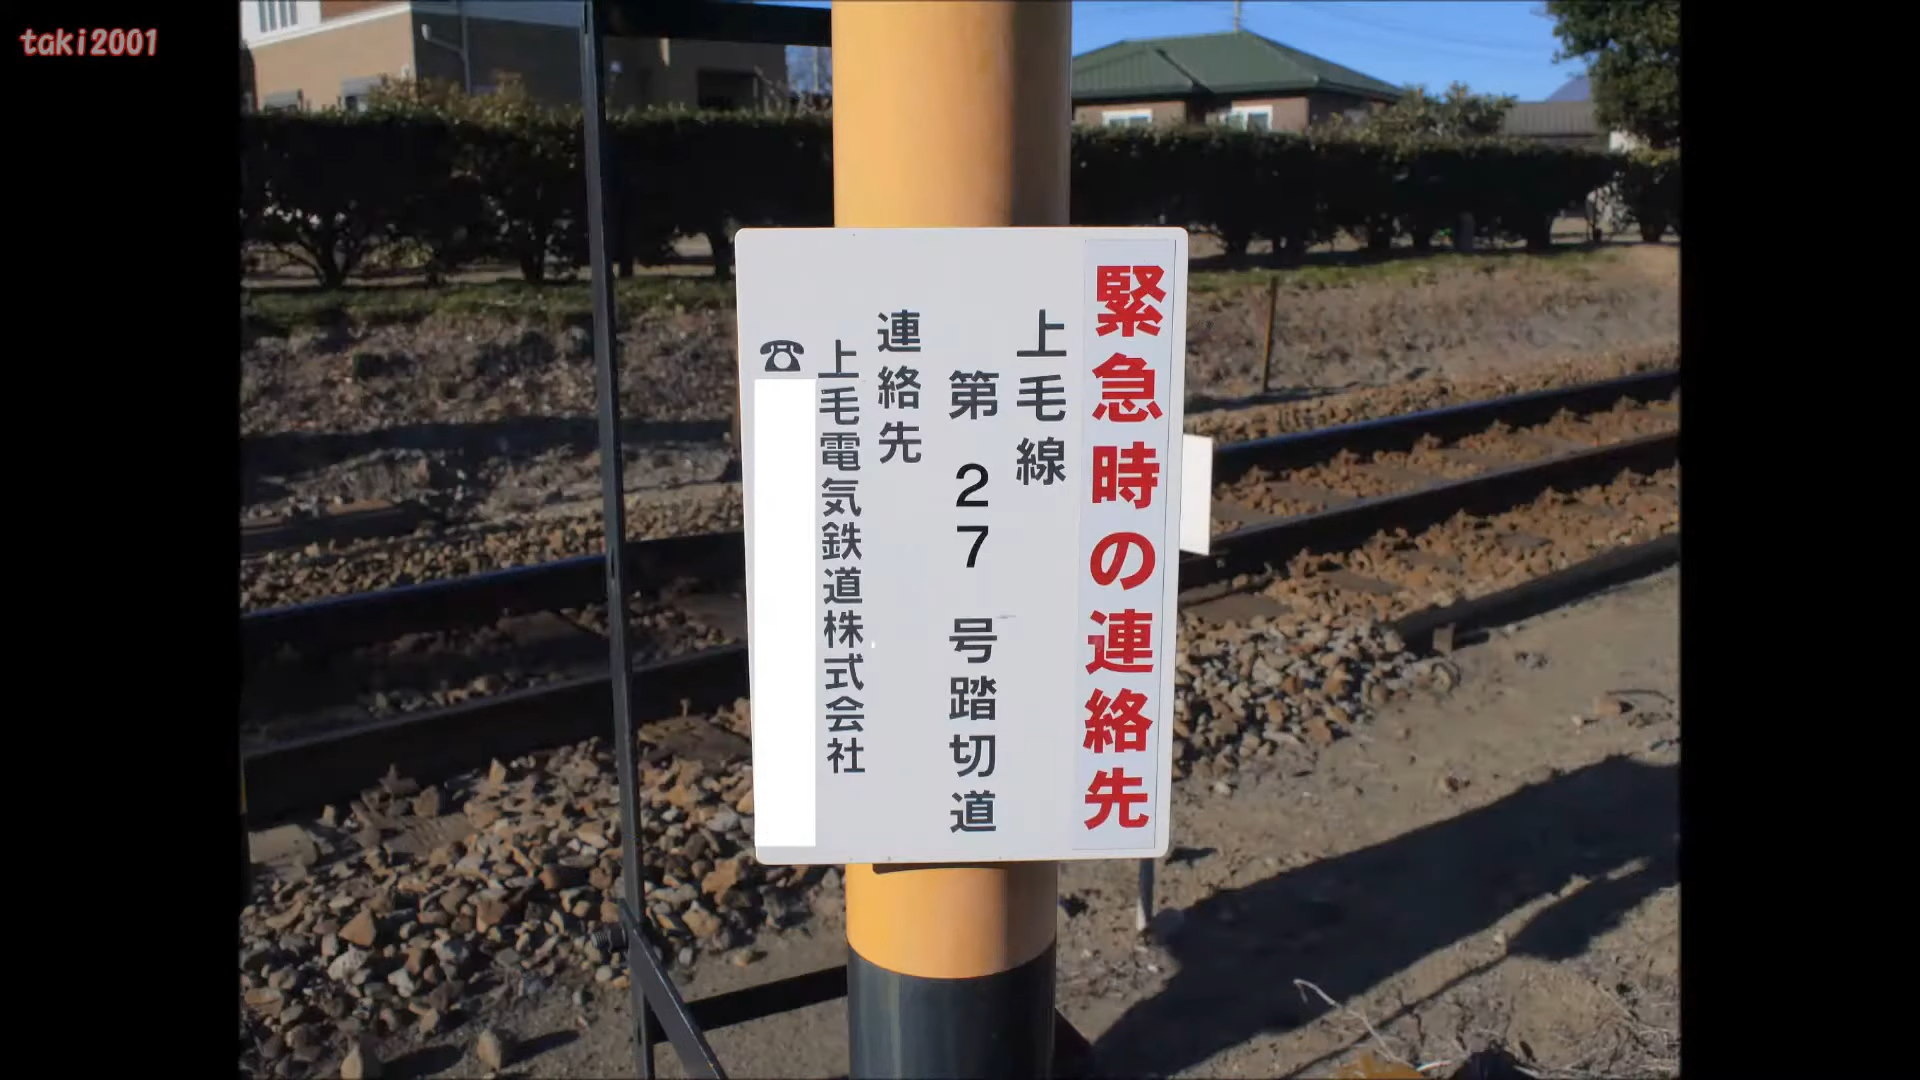 taki2001
緊急時の連絡先
上毛線
第27号踏切道
連絡先
上毛電気鉄道株式会社
☎